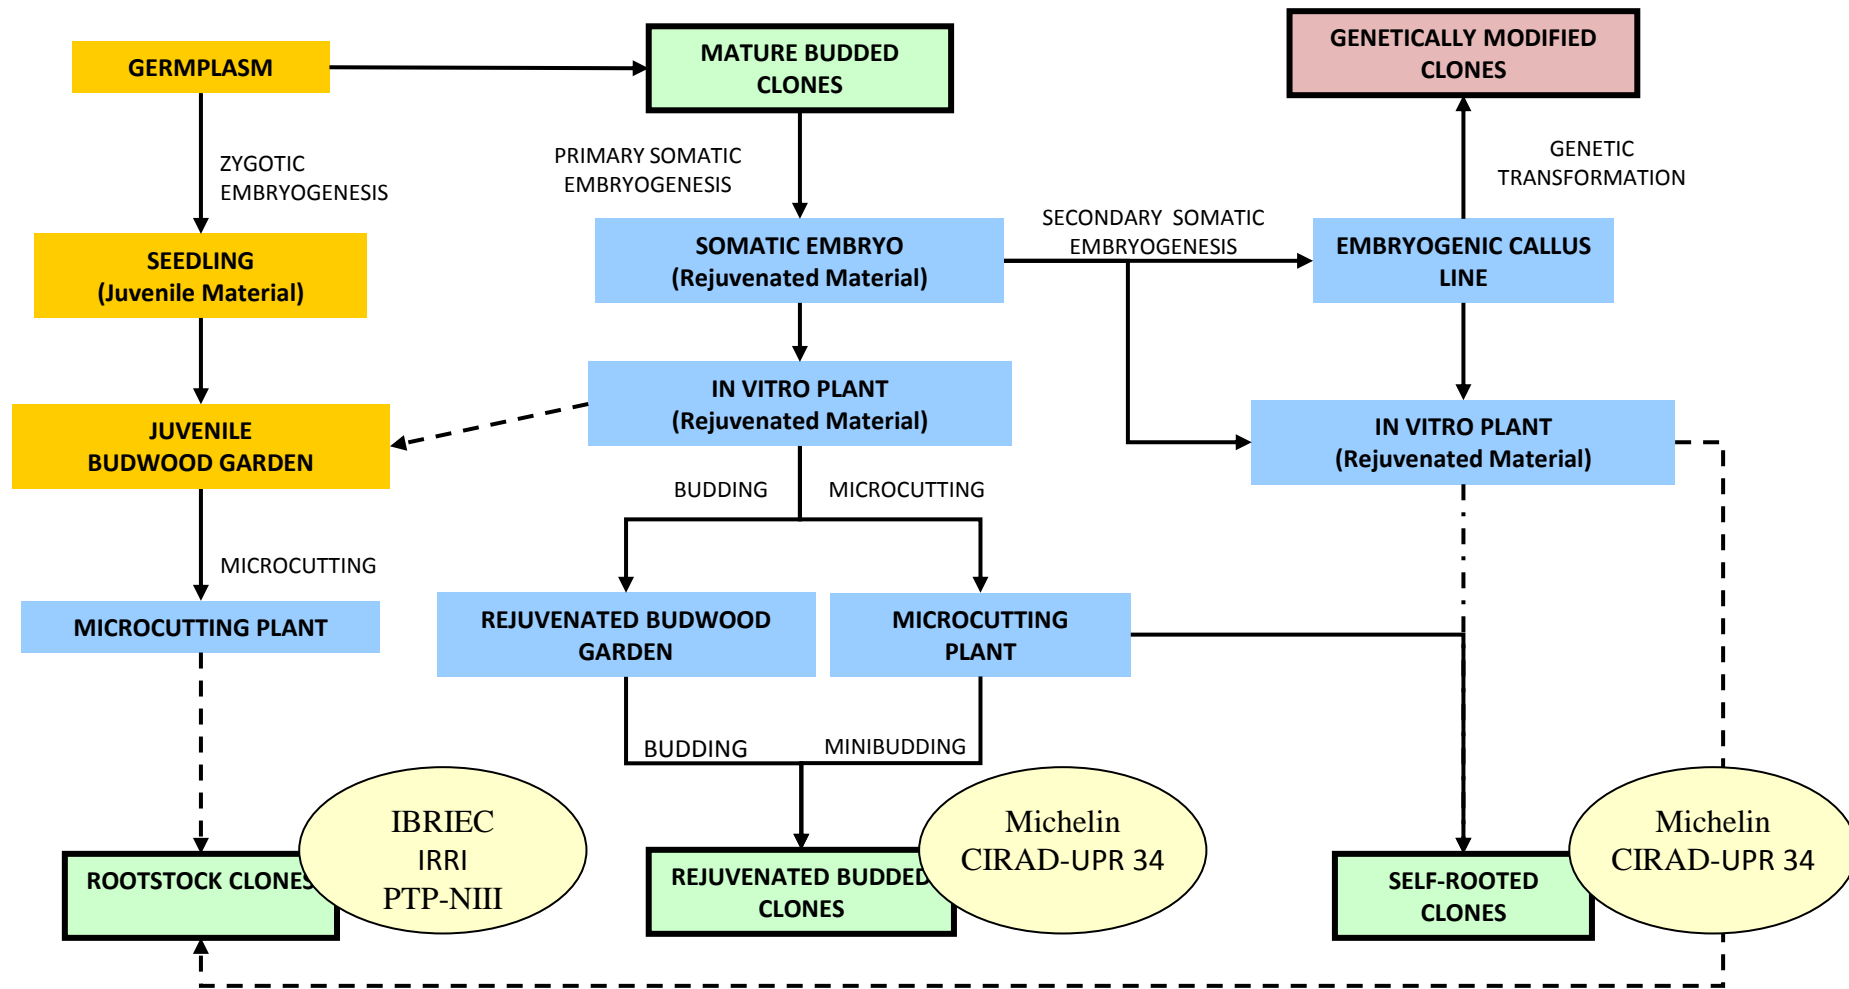 GERMPLASM
MATURE BUDDED
CLONES
GENETICALLY MODIFIED
CLONES
ZYGOTIC
EMBRYOGENESIS
PRIMARY SOMATIC
EMBRYOGENESIS
GENETIC
TRANSFORMATION
SEEDLING
(Juvenile Material)
SOMATIC EMBRYO
(Rejuvenated Material)
SECONDARY SOMATIC
EMBRYOGENESIS
EMBRYOGENIC CALLUS
LINE
JUVENILE
BUDWOOD GARDEN
IN VITRO PLANT
(Rejuvenated Material)
IN VITRO PLANT
(Rejuvenated Material)
BUDDING
MICROCUTTING
MICROCUTTING
MICROCUTTING PLANT
REJUVENATED BUDWOOD
GARDEN
MICROCUTTING
PLANT
BUDDING
MINIBUDDING
ROOTSTOCK CLONES
IBRIEC
IRRI
PTP-NIII
REJUVENATED BUDDED
CLONES
Michelin
CIRAD-UPR 34
SELF-ROOTED
CLONES
Michelin
CIRAD-UPR 34